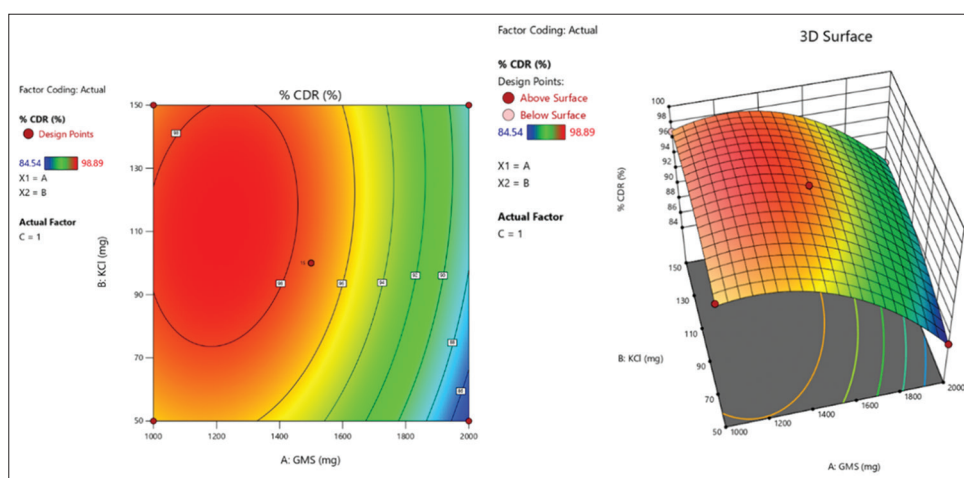 Factor Coding: Actual
% CDR (%)
Design Points
84.54 98.89
X1 = A
X2 = B
Actual Factor
C = 1
% CDR (%)
B: KCl (mg)
150
130
110
90
70
50
1000 1200 1400 1600 1800 2000
A: GMS (mg)
Factor Coding: Actual
% CDR (%)
Design Points:
Above Surface
Below Surface
84.54 98.89
X1 = A
X2 = B
Actual Factor
C = 1
3D Surface
% CDR (%)
100
98
96
94
92
90
88
86
84
150
130
110
90
70
50
B: KCl (mg)
1000
1200
1400
1600
1800
2000
A: GMS (mg)